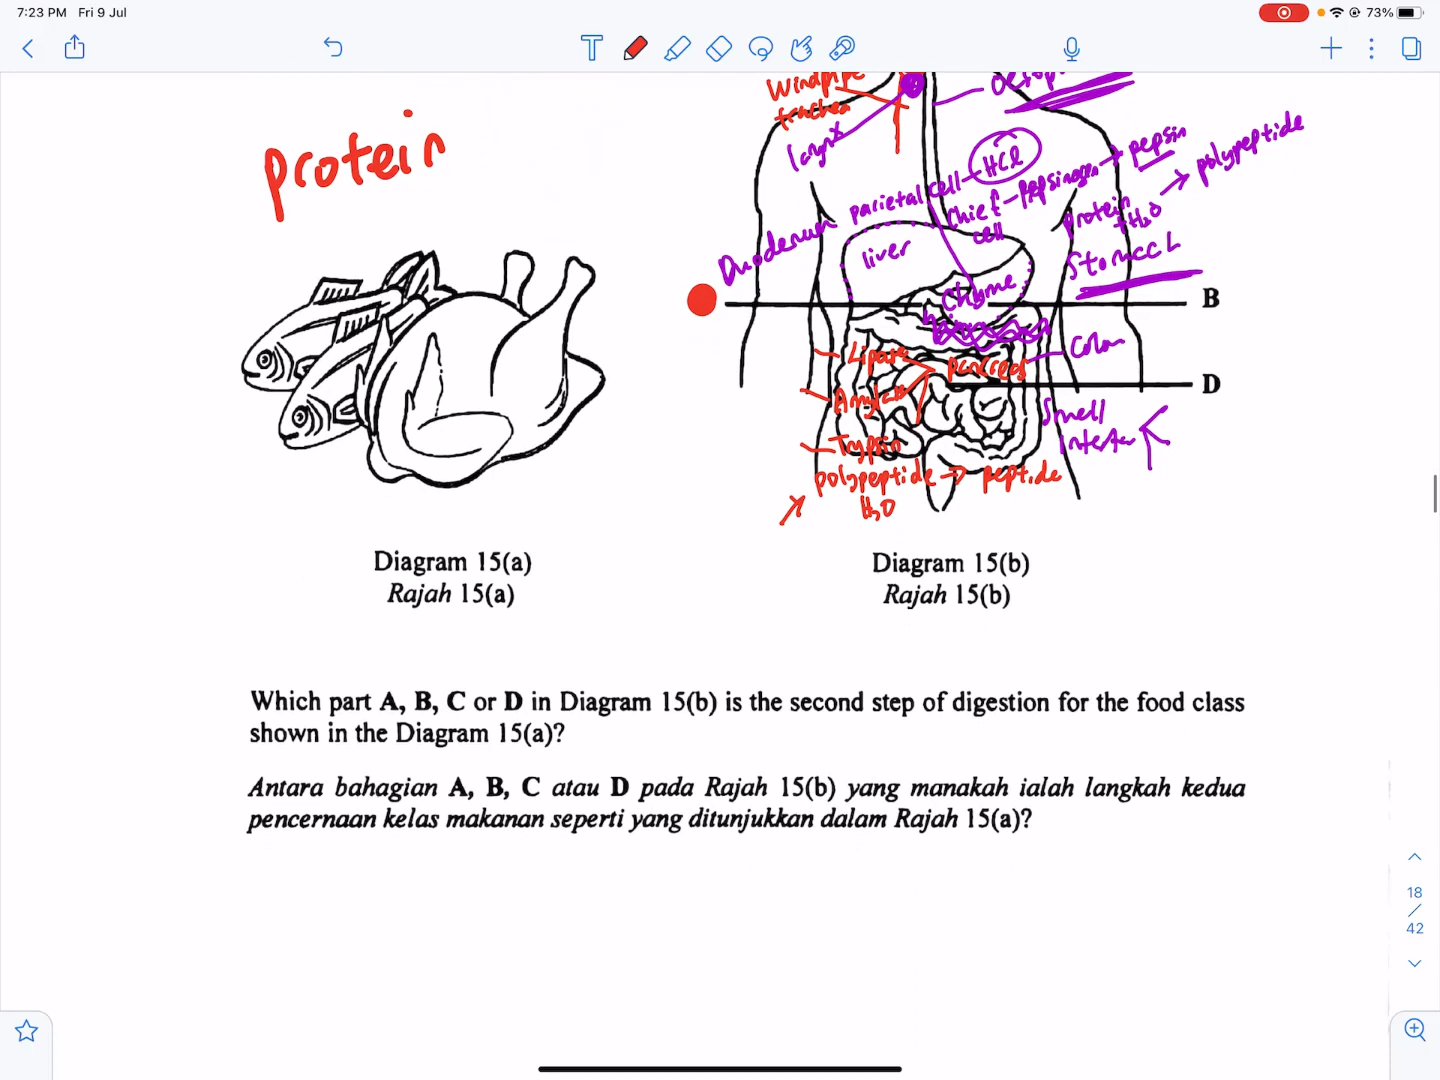 7:23 PM Fri 9 Jul
73%
windpipe
trachea
larynx
protein
HCl
pepsin
polypeptide
parietal cell
chief - pepsinogen
cell
protein
+ H₂O
Duodenum
liver
Stomach
Chyme
B
colon
Lipase
pancreas
D
Amylase
small
Trypsin
polypeptide → peptide
H₂O
Diagram 15(a)
Rajah 15(a)
Diagram 15(b)
Rajah 15(b)
Which part A, B, C or D in Diagram 15(b) is the second step of digestion for the food class
shown in the Diagram 15(a)?
Antara bahagian A, B, C atau D pada Rajah 15(b) yang manakah ialah langkah kedua
pencernaan kelas makanan seperti yang ditunjukkan dalam Rajah 15(a)?
18
/
42